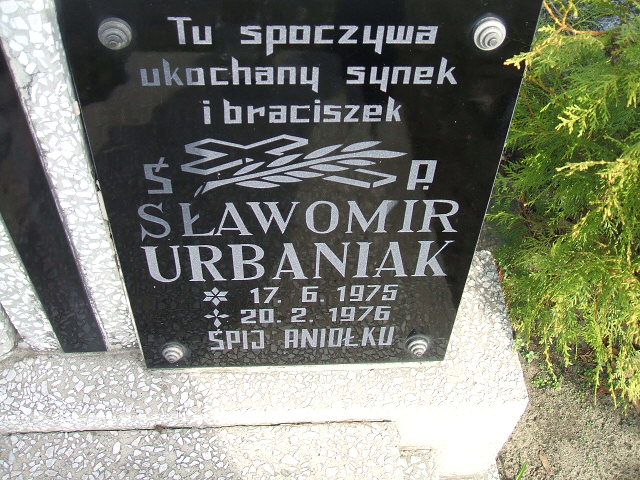 Tu spoczywa
ukochany synek
i braciszek
Ś P.
SŁAWOMIR
URBANIAK
17. 6. 1975
20. 2. 1976
ŚPIJ ANIOŁKU